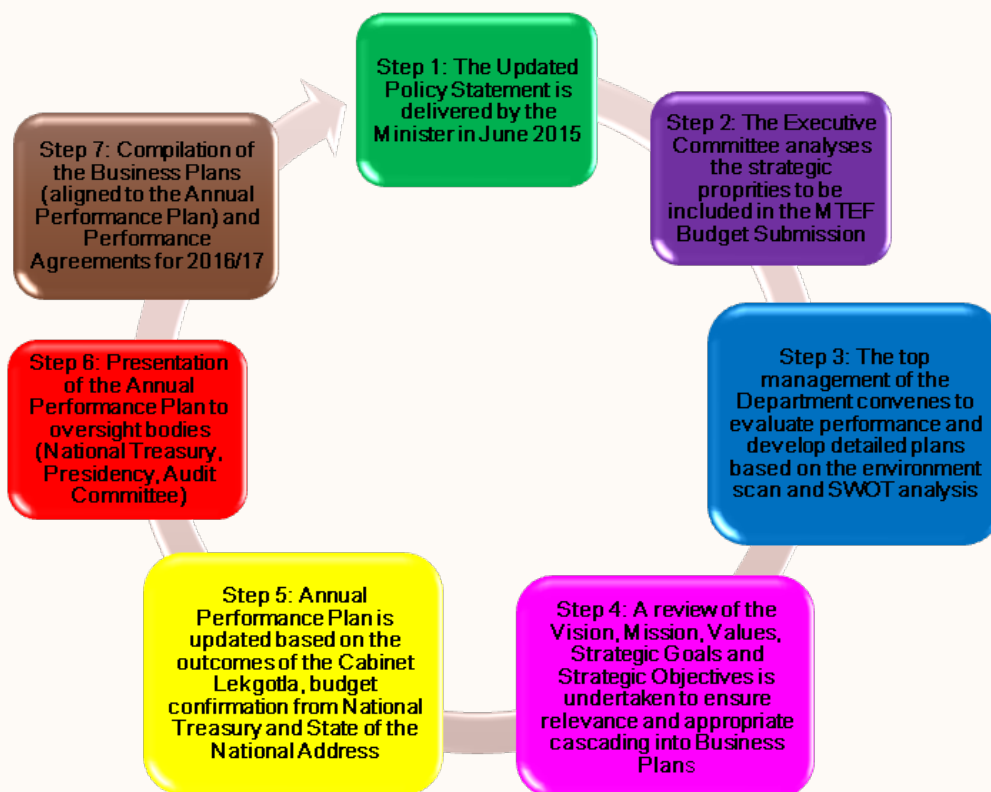 Step 1: The Updated
Policy Statement is
delivered by the
Minister in June 2015
Step 2: The Executive
Committee analyses
the strategic
proprities to be
included in the MTEF
Budget Submission
Step 3: The top
management of the
Department convenes to
evaluate performance and
develop detailed plans
based on the environment
scan and SWOT analysis
Step 4: A review of the
Vision, Mission, Values,
Strategic Goals and
Strategic Objectives is
undertaken to ensure
relevance and appropriate
cascading into Business
Plans
Step 5: Annual
Performance Plan is
updated based on the
outcomes of the Cabinet
Lekgotla, budget
confirmation from National
Treasury and State of the
National Address
Step 6: Presentation
of the Annual
Performance Plan to
oversight bodies
(National Treasury,
Presidency, Audit
Committee)
Step 7: Compilation of
the Business Plans
(aligned to the Annual
Performance Plan) and
Performance
Agreements for 2016/17